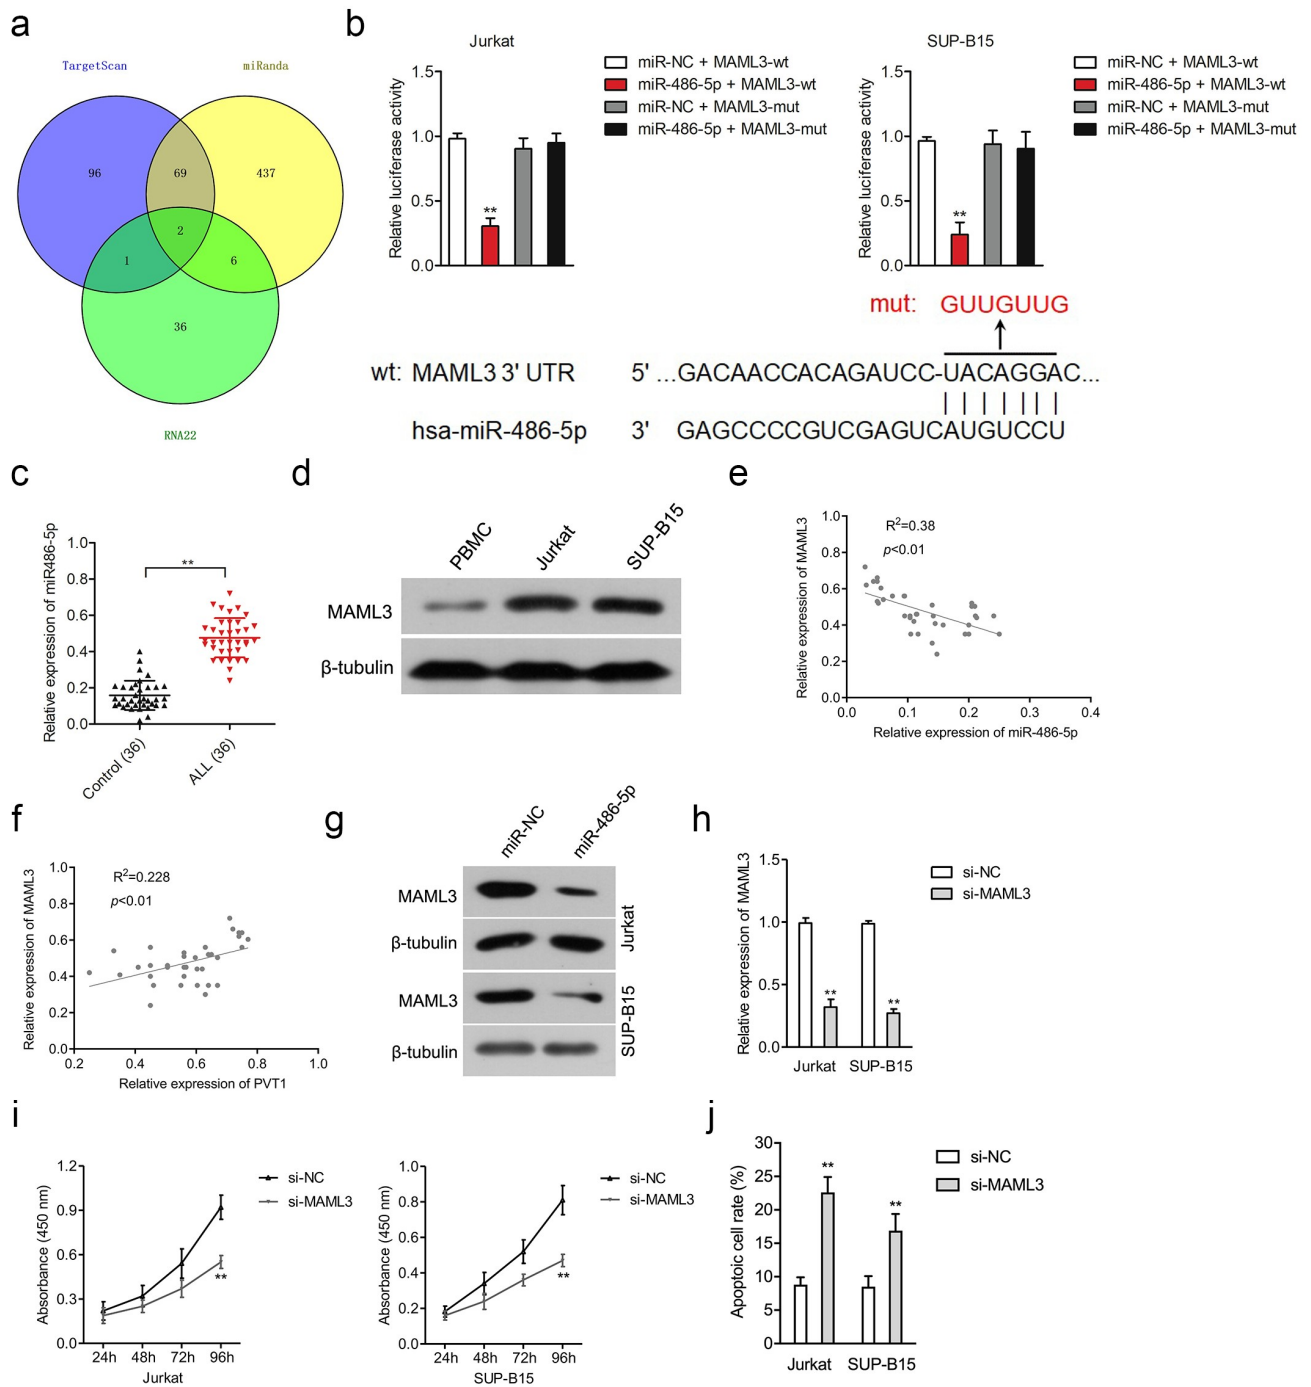 a
TargetScan
miRanda
96
69
437
2
1
6
36
RNA22
b
Jurkat
Relative luciferase activity
1.5
1.0
0.5
0.0
**
miR-NC + MAML3-wt
miR-486-5p + MAML3-wt
miR-NC + MAML3-mut
miR-486-5p + MAML3-mut
SUP-B15
Relative luciferase activity
1.5
1.0
0.5
0.0
**
miR-NC + MAML3-wt
miR-486-5p + MAML3-wt
miR-NC + MAML3-mut
miR-486-5p + MAML3-mut
mut: GUUGUUG
wt: MAML3 3' UTR 5' ...GACAACCACAGAUCC-UACAGGAC...
hsa-miR-486-5p 3' GAGCCCCGUCGAGUCAUGUCCU
c
Relative expression of miR486-5p
1.0
0.8
0.6
0.4
0.2
0.0
**
Control (36)
ALL (36)
d
PBMC
Jurkat
SUP-B15
MAML3
β-tubulin
e
Relative expression of MAML3
1.0
0.8
0.6
0.4
0.2
0.0
R2=0.38
p<0.01
0.0 0.1 0.2 0.3 0.4
Relative expression of miR-486-5p
f
Relative expression of MAML3
1.0
0.8
0.6
0.4
0.2
0.0
R2=0.228
p<0.01
0.2 0.4 0.6 0.8 1.0
Relative expression of PVT1
g
miR-NC
miR-486-5p
MAML3
β-tubulin
Jurkat
MAML3
β-tubulin
SUP-B15
h
Relative expression of MAML3
1.5
1.0
0.5
0.0
**
**
Jurkat SUP-B15
si-NC
si-MAML3
i
Absorbance (450 nm)
1.2
0.9
0.6
0.3
0.0
**
24h 48h 72h 96h
Jurkat
si-NC
si-MAML3
Absorbance (450 nm)
1.0
0.8
0.6
0.4
0.2
0.0
**
24h 48h 72h 96h
SUP-B15
si-NC
si-MAML3
j
Apoptoic cell rate (%)
30
25
20
15
10
5
0
**
**
Jurkat SUP-B15
si-NC
si-MAML3